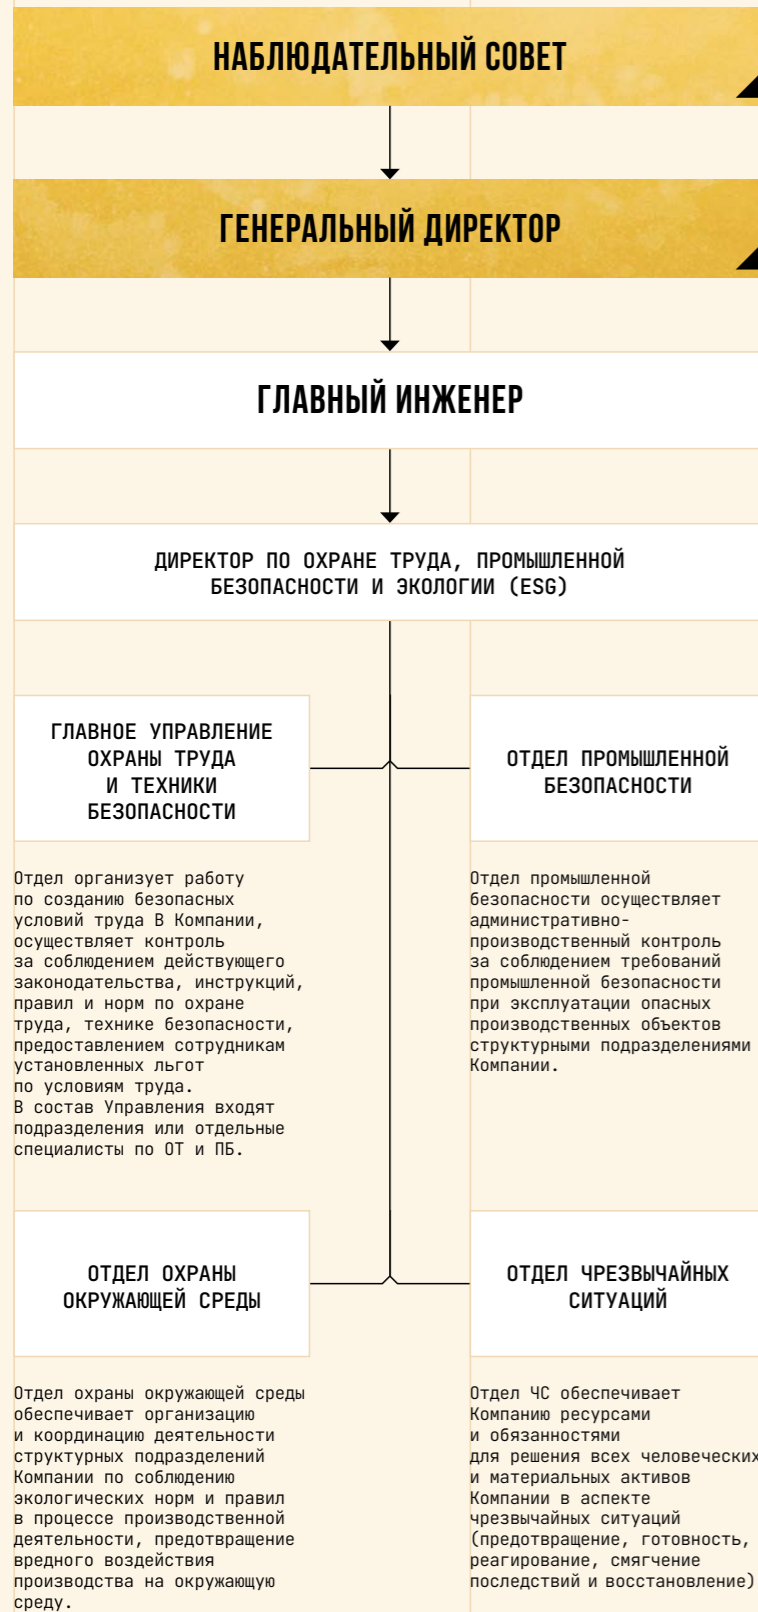 НАБЛЮДАТЕЛЬНЫЙ СОВЕТ
ГЕНЕРАЛЬНЫЙ ДИРЕКТОР
ГЛАВНЫЙ ИНЖЕНЕР
ДИРЕКТОР ПО ОХРАНЕ ТРУДА, ПРОМЫШЛЕННОЙ
БЕЗОПАСНОСТИ И ЭКОЛОГИИ (ESG)
ГЛАВНОЕ УПРАВЛЕНИЕ
ОХРАНЫ ТРУДА
И ТЕХНИКИ
БЕЗОПАСНОСТИ
Отдел организует работу
по созданию безопасных
условий труда В Компании,
осуществляет контроль
за соблюдением действующего
законодательства, инструкций,
правил и норм по охране
труда, технике безопасности,
предоставлением сотрудникам
установленных льгот
по условиям труда.
В состав Управления входят
подразделения или отдельные
специалисты по ОТ и ПБ.
ОТДЕЛ ПРОМЫШЛЕННОЙ
БЕЗОПАСНОСТИ
Отдел промышленной
безопасности осуществляет
административно-
производственный контроль
за соблюдением требований
промышленной безопасности
при эксплуатации опасных
производственных объектов
структурными подразделениями
Компании.
ОТДЕЛ ОХРАНЫ
ОКРУЖАЮЩЕЙ СРЕДЫ
Отдел охраны окружающей среды
обеспечивает организацию
и координацию деятельности
структурных подразделений
Компании по соблюдению
экологических норм и правил
в процессе производственной
деятельности, предотвращение
вредного воздействия
производства на окружающую
среду.
ОТДЕЛ ЧРЕЗВЫЧАЙНЫХ
СИТУАЦИЙ
Отдел ЧС обеспечивает
Компанию ресурсами
и обязанностями
для решения всех человеческих
и материальных активов
Компании в аспекте
чрезвычайных ситуаций
(предотвращение, готовность,
реагирование, смягчение
последствий и восстановление)